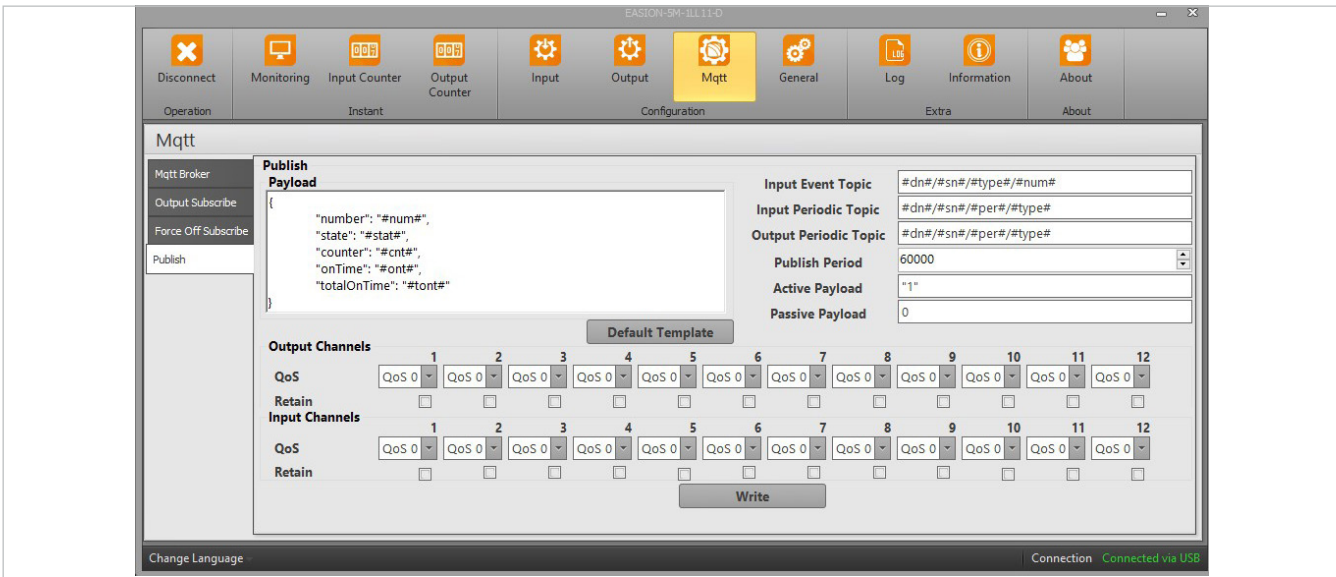 EASION-5M-1LL11-D
Disconnect Monitoring Input Counter Output Counter Input Output Mqtt General Log Information About
Operation Instant Configuration Extra About
Mqtt
Mqtt Broker
Output Subscribe
Force Off Subscribe
Publish
Publish
Payload
{
"number": "#num#",
"state": "#stat#",
"counter": "#cnt#",
"onTime": "#ont#",
"totalOnTime": "#tont#"
}
Default Template
Input Event Topic #dn#/#sn#/#type#/#num#
Input Periodic Topic #dn#/#sn#/#per#/#type#
Output Periodic Topic #dn#/#sn#/#per#/#type#
Publish Period 60000
Active Payload "1"
Passive Payload 0
Output Channels
1 2 3 4 5 6 7 8 9 10 11 12
QoS QoS 0 QoS 0 QoS 0 QoS 0 QoS 0 QoS 0 QoS 0 QoS 0 QoS 0 QoS 0 QoS 0 QoS 0
Retain
Input Channels
1 2 3 4 5 6 7 8 9 10 11 12
QoS QoS 0 QoS 0 QoS 0 QoS 0 QoS 0 QoS 0 QoS 0 QoS 0 QoS 0 QoS 0 QoS 0 QoS 0
Retain
Write
Change Language Connection Connected via USB